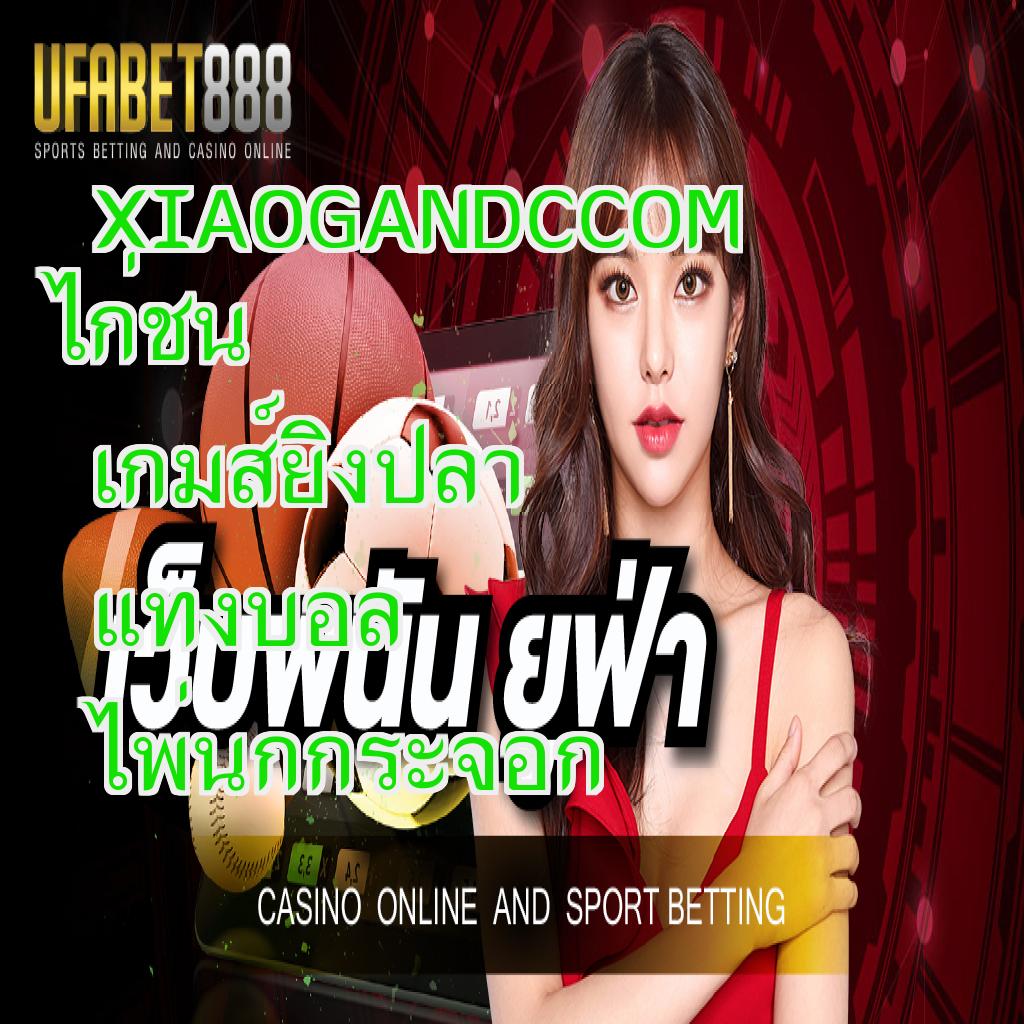 UFABET888
SPORTS BETTING AND CASINO ONLINE
XIAOGANDCCOM
ไก่ชน
เกมส์ยิงปลา
แท็งบอล
เว็บพนัน ยูฟ่า
ไพ่นกกระจอก
CASINO ONLINE AND SPORT BETTING